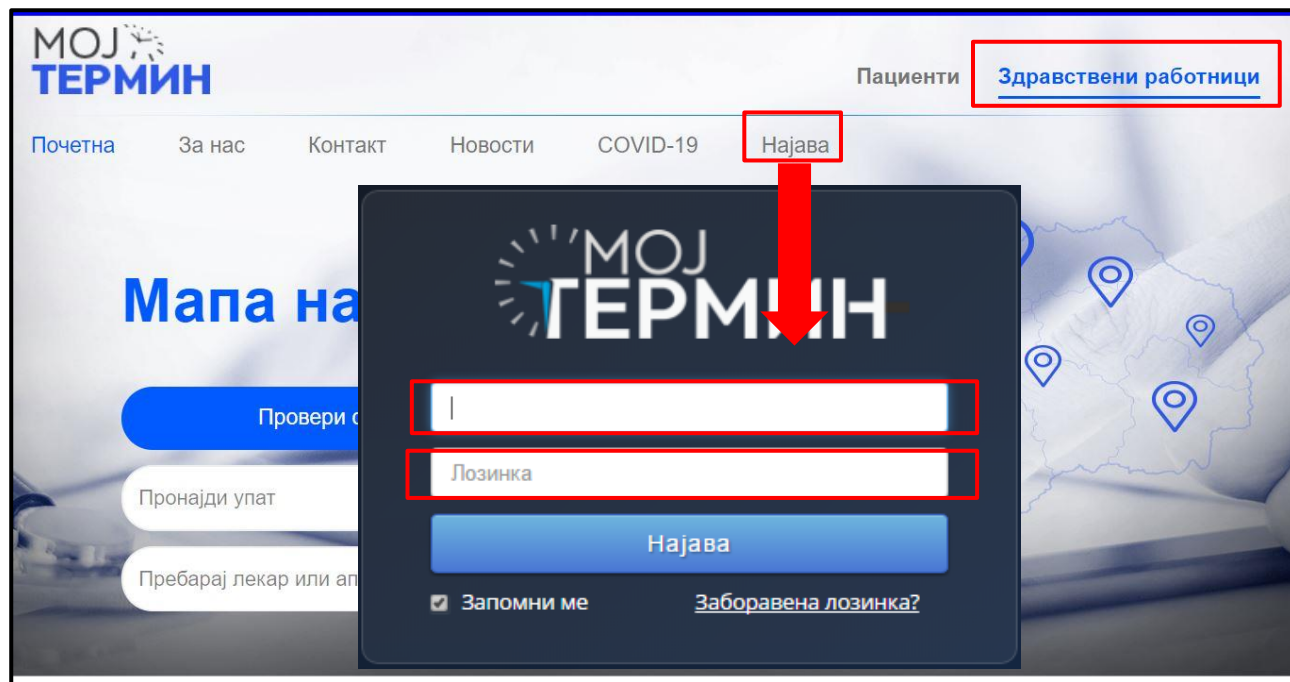 МОЈ
ТЕРМИН
Пациенти Здравствени работници
Почетна За нас Контакт Новости COVID-19 Најава
МОЈ
ТЕРМИН
Мапа на
Провери
Лозинка
Пронајди упат
Најава
Пребарај лекар или ап
Запомни ме Заборавена лозинка?